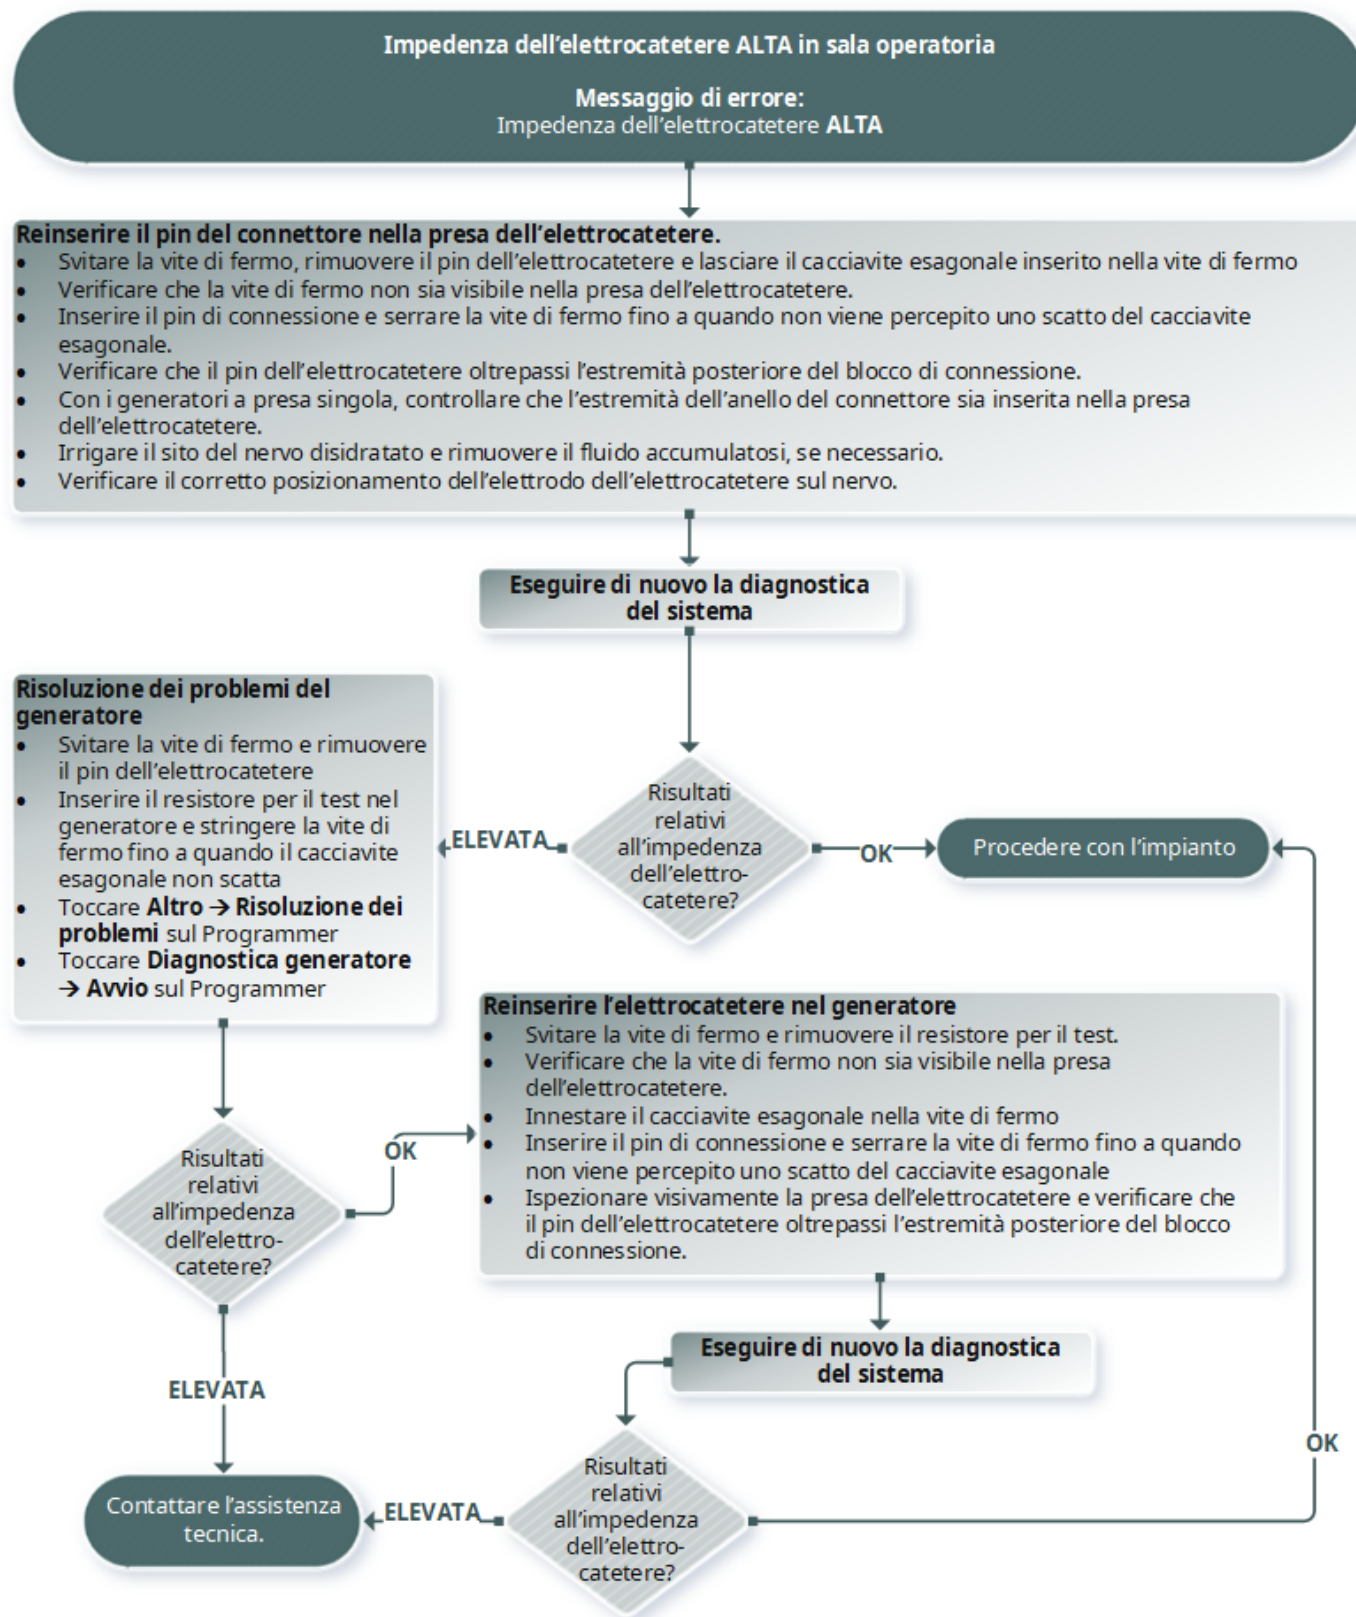 Impedenza dell'elettrocatetere ALTA in sala operatoria
Messaggio di errore:
Impedenza dell'elettrocatetere ALTA
Reinserire il pin del connettore nella presa dell'elettrocatetere.
• Svitare la vite di fermo, rimuovere il pin dell'elettrocatetere e lasciare il cacciavite esagonale inserito nella vite di fermo
• Verificare che la vite di fermo non sia visibile nella presa dell'elettrocatetere.
• Inserire il pin di connessione e serrare la vite di fermo fino a quando non viene percepito uno scatto del cacciavite
esagonale.
• Verificare che il pin dell'elettrocatetere oltrepassi l'estremità posteriore del blocco di connessione.
• Con i generatori a presa singola, controllare che l'estremità dell'anello del connettore sia inserita nella presa
dell'elettrocatetere.
• Irrigare il sito del nervo disidratato e rimuovere il fluido accumulatosi, se necessario.
• Verificare il corretto posizionamento dell'elettrodo dell'elettrocatetere sul nervo.
Eseguire di nuovo la diagnostica
del sistema
Risultati
relativi
all'impedenza
dell'elettro-
catetere?
OK
Procedere con l'impianto
ELEVATA
Risoluzione dei problemi del
generatore
• Svitare la vite di fermo e rimuovere
il pin dell'elettrocatetere
• Inserire il resistore per il test nel
generatore e stringere la vite di
fermo fino a quando il cacciavite
esagonale non scatta
• Toccare Altro → Risoluzione dei
problemi sul Programmer
• Toccare Diagnostica generatore
→ Avvio sul Programmer
Risultati
relativi
all'impedenza
dell'elettro-
catetere?
OK
Reinserire l'elettrocatetere nel generatore
• Svitare la vite di fermo e rimuovere il resistore per il test.
• Verificare che la vite di fermo non sia visibile nella presa
dell'elettrocatetere.
• Innestare il cacciavite esagonale nella vite di fermo
• Inserire il pin di connessione e serrare la vite di fermo fino a quando
non viene percepito uno scatto del cacciavite esagonale
• Ispezionare visivamente la presa dell'elettrocatetere e verificare che
il pin dell'elettrocatetere oltrepassi l'estremità posteriore del blocco
di connessione.
Eseguire di nuovo la diagnostica
del sistema
ELEVATA
Contattare l'assistenza
tecnica.
ELEVATA
Risultati
relativi
all'impedenza
dell'elettro-
catetere?
OK